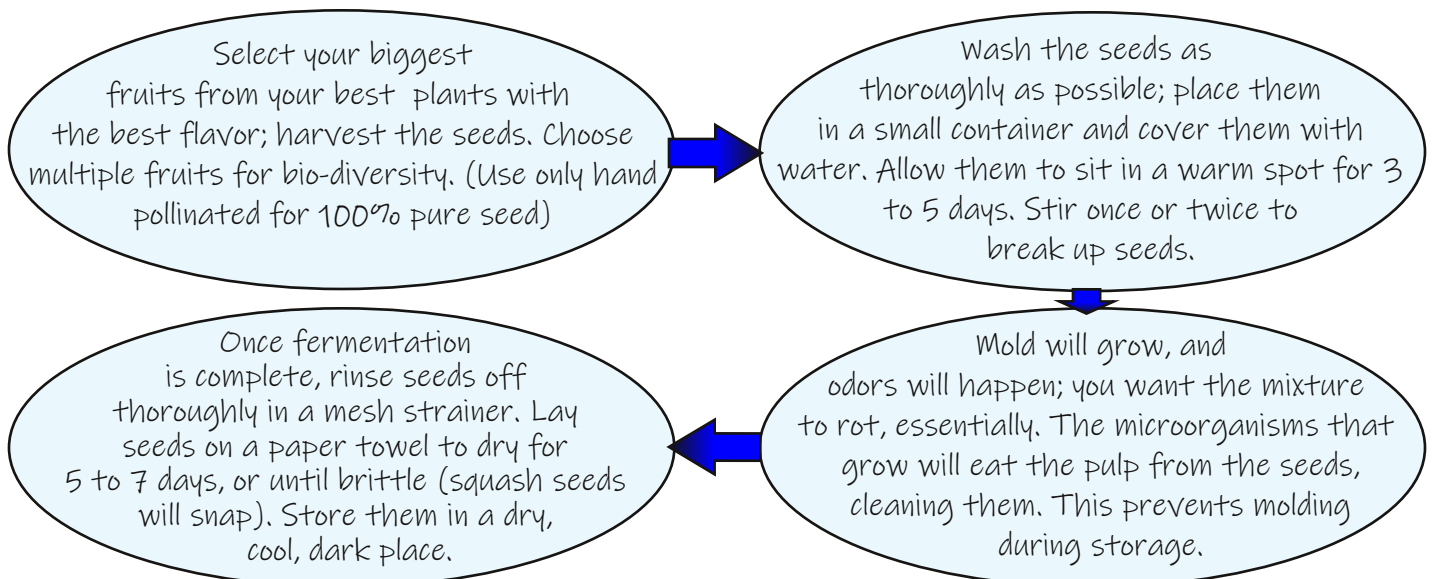 Select your biggest
fruits from your best plants with
the best flavor; harvest the seeds. Choose
multiple fruits for bio-diversity. (Use only hand
pollinated for 100% pure seed)
Wash the seeds as
thoroughly as possible; place them
in a small container and cover them with
water. Allow them to sit in a warm spot for 3
to 5 days. Stir once or twice to
break up seeds.
Mold will grow, and
odors will happen; you want the mixture
to rot, essentially. The microorganisms that
grow will eat the pulp from the seeds,
cleaning them. This prevents molding
during storage.
Once fermentation
is complete, rinse seeds off
thoroughly in a mesh strainer. Lay
seeds on a paper towel to dry for
5 to 7 days, or until brittle (squash seeds
will snap). Store them in a dry,
cool, dark place.